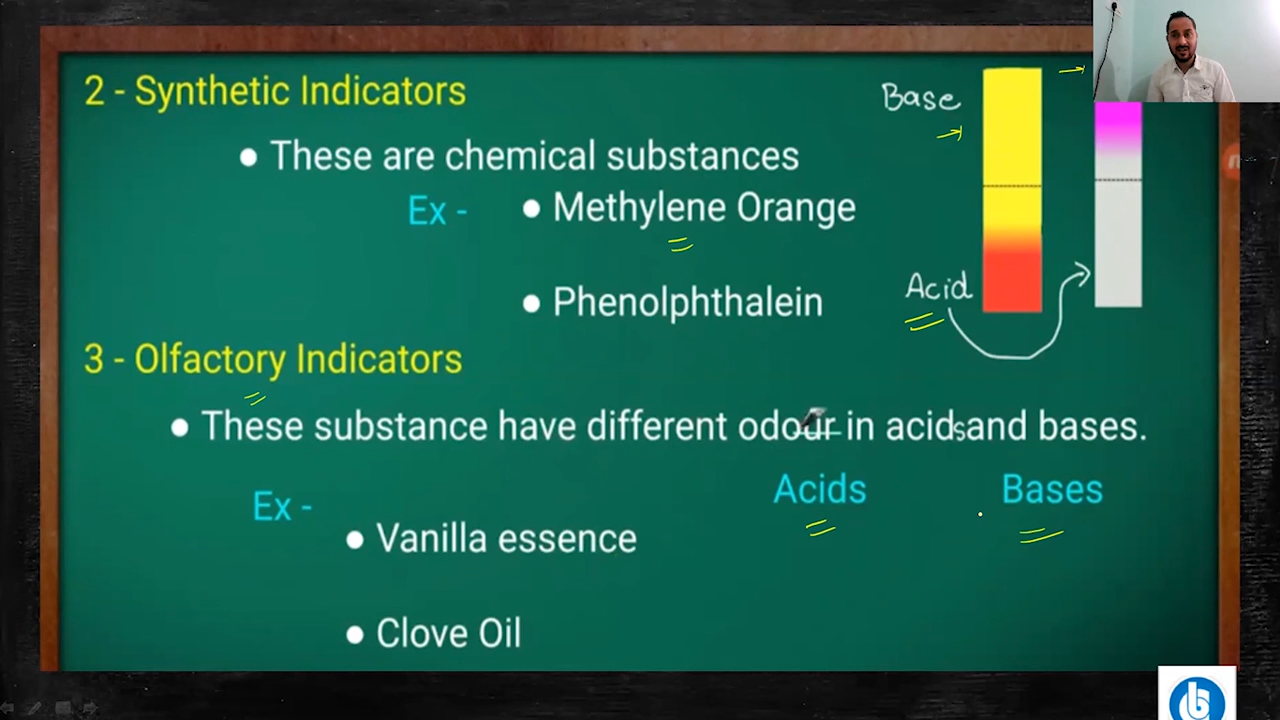 2 - Synthetic Indicators
Base
• These are chemical substances
Ex - • Methylene Orange
• Phenolphthalein
Acid
3 - Olfactory Indicators
• These substance have different odour in acids and bases.
Acids Bases
Ex -
• Vanilla essence
• Clove Oil